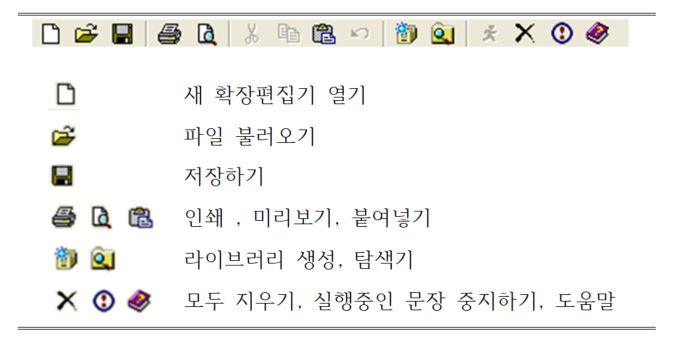 새 확장편집기 열기
파일 불러오기
저장하기
인쇄 , 미리보기, 붙여넣기
라이브러리 생성, 탐색기
모두 지우기, 실행중인 문장 중지하기, 도움말